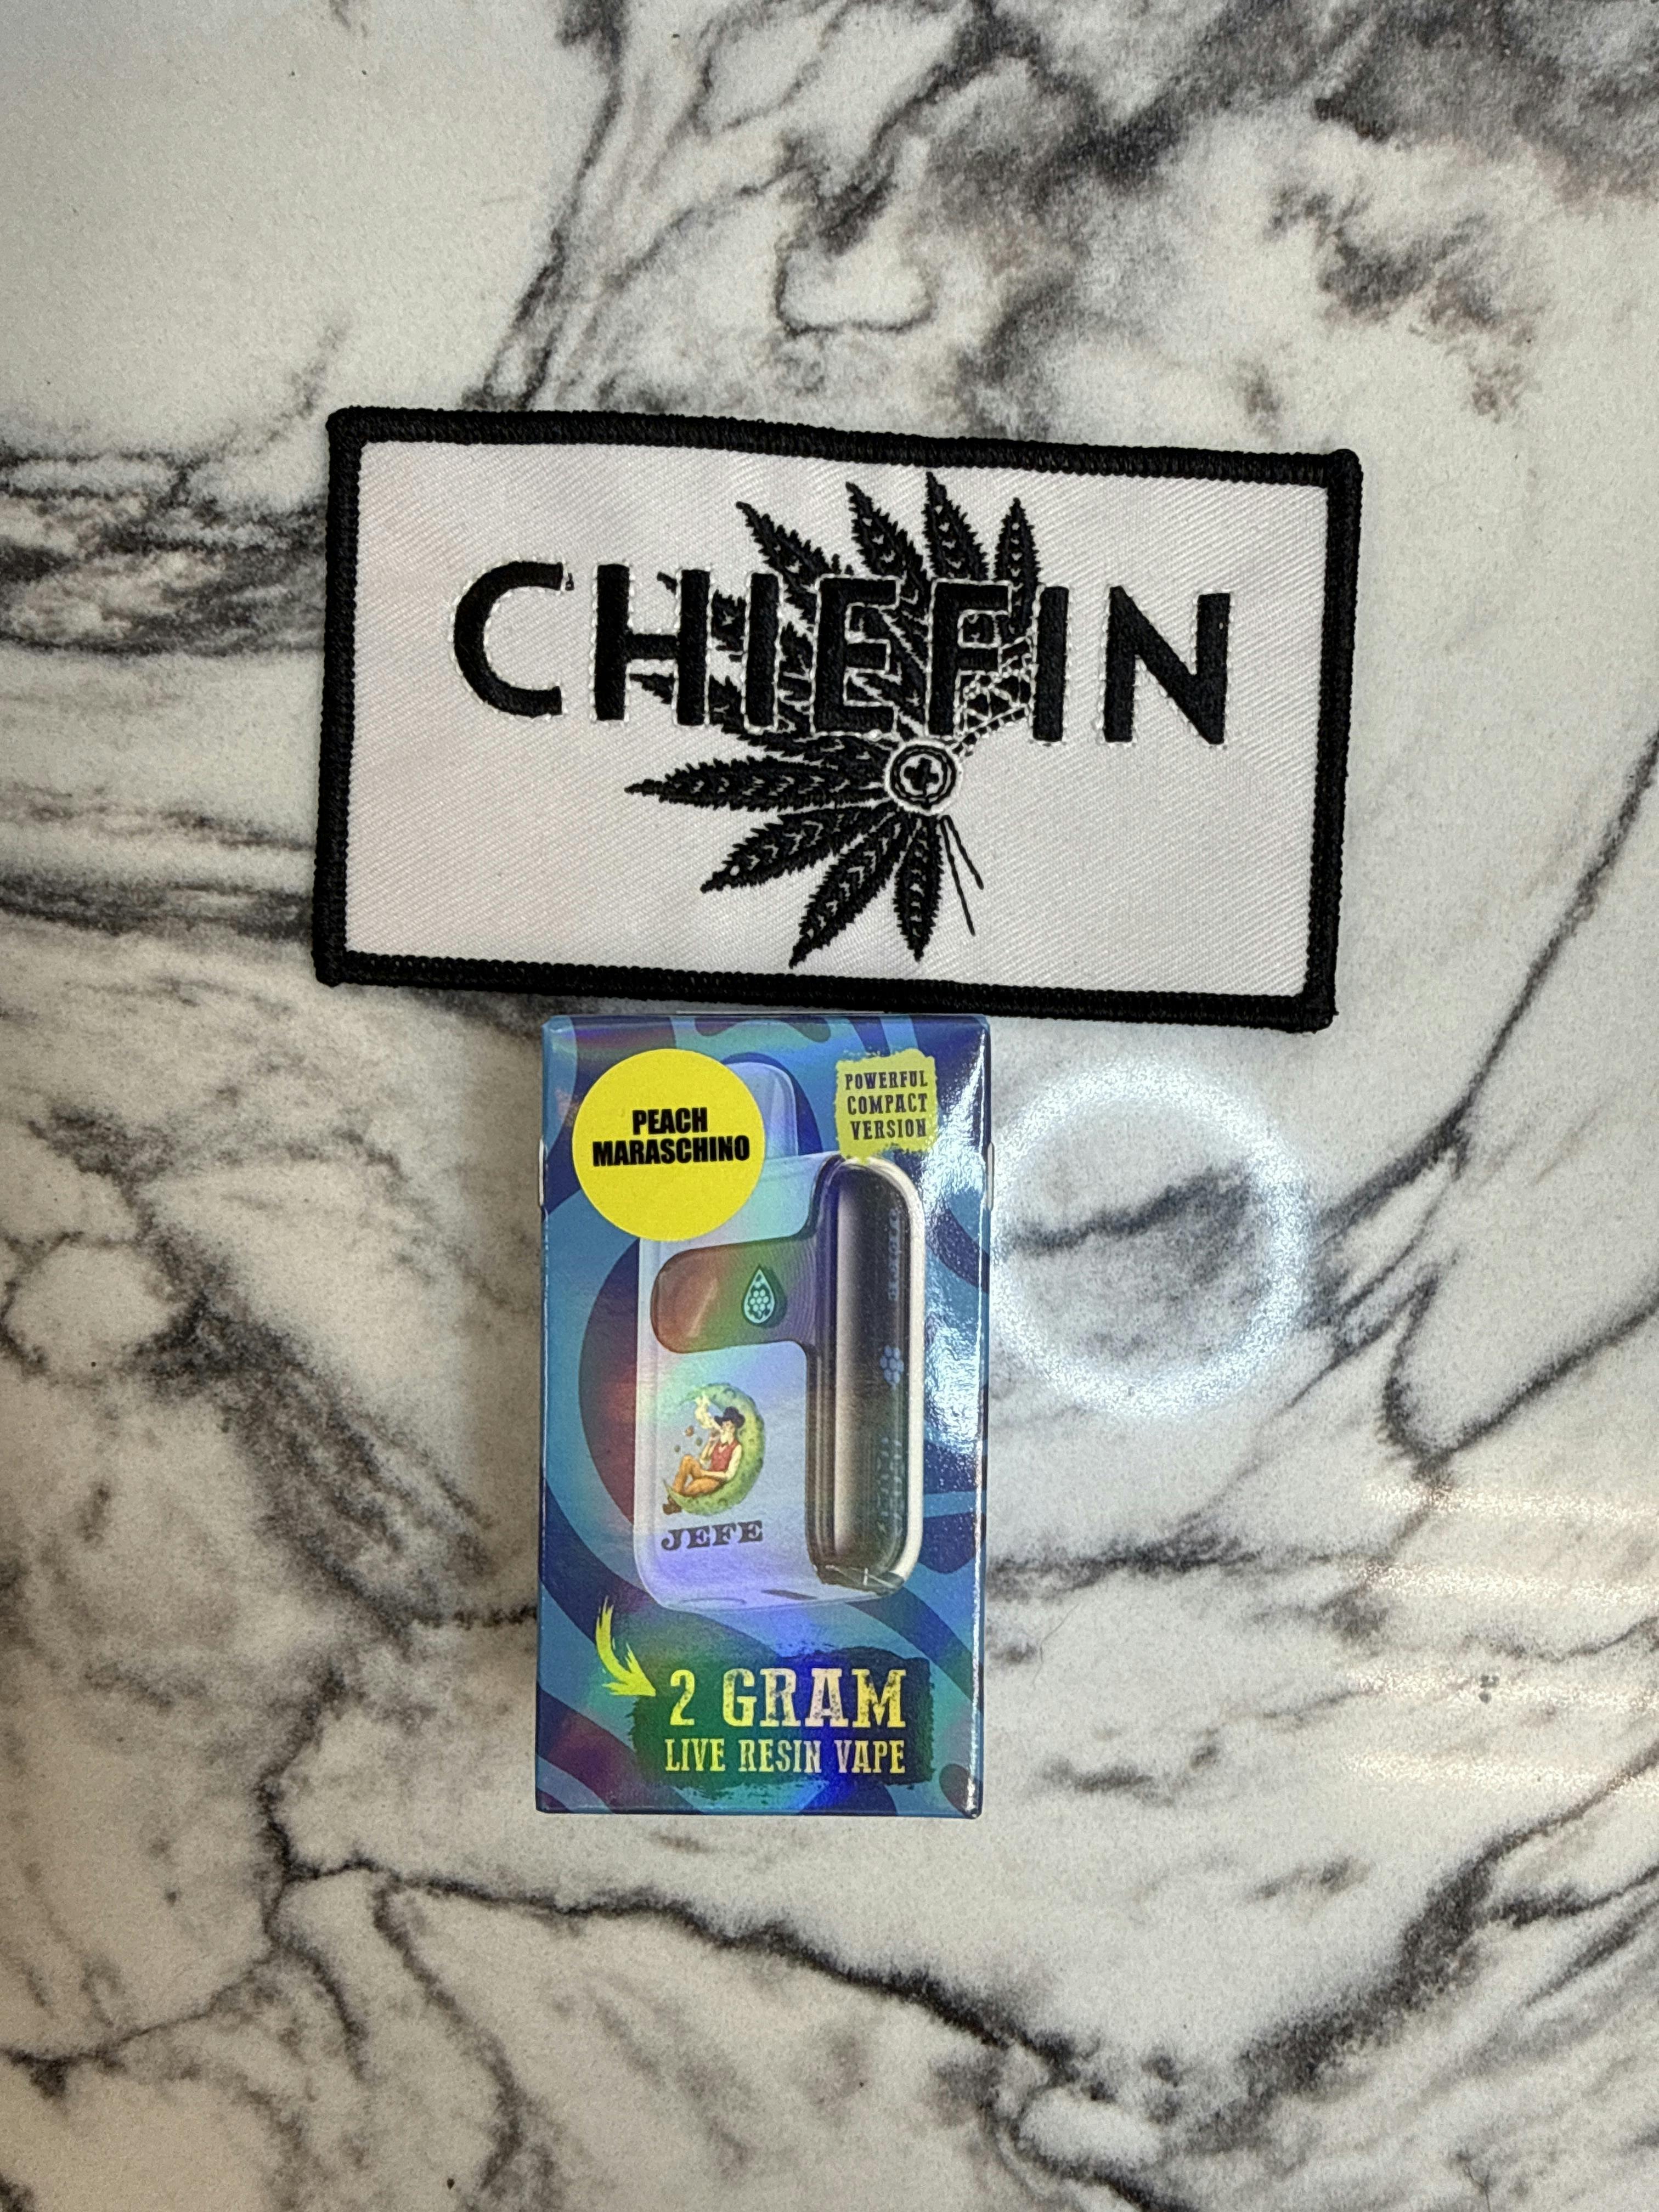 CHIEFIN
PEACH
MARASCHINO
POWERFUL
COMPACT
VERSION
JEFE
2 GRAM
LIVE RESIN VAPE